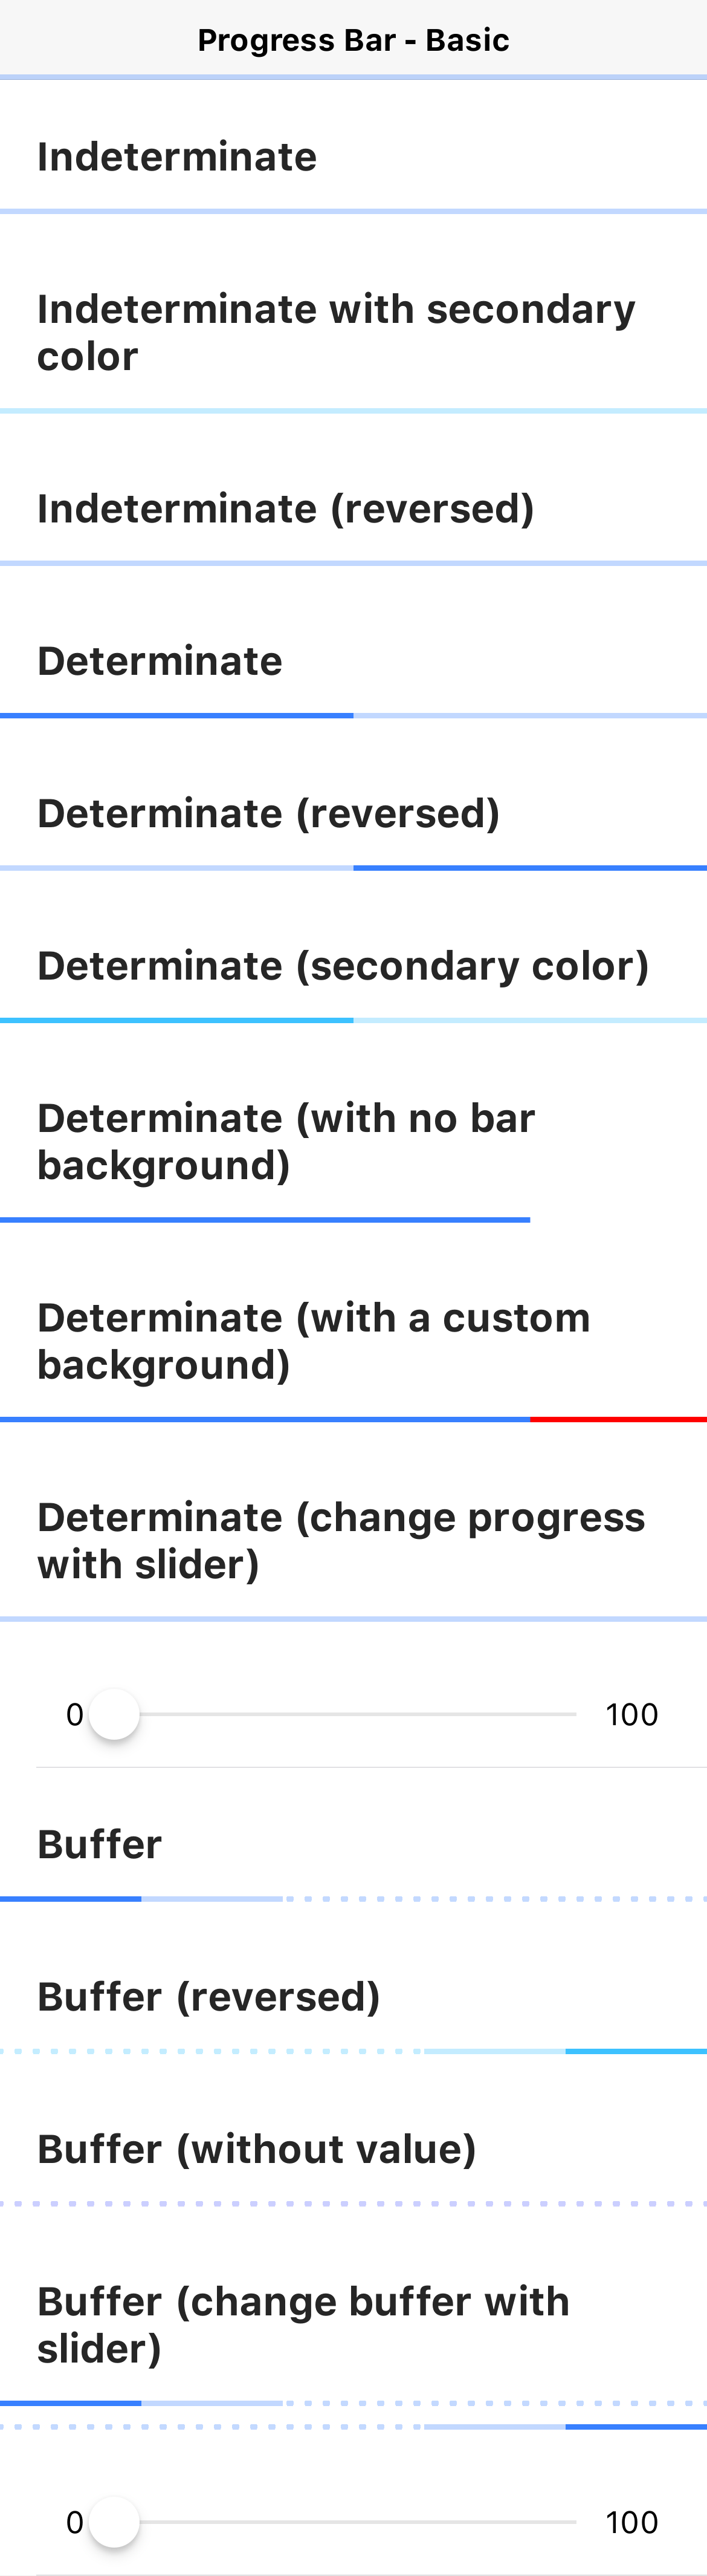 Progress Bar - Basic
Indeterminate
Indeterminate with secondary
color
Indeterminate (reversed)
Determinate
Determinate (reversed)
Determinate (secondary color)
Determinate (with no bar
background)
Determinate (with a custom
background)
Determinate (change progress
with slider)
0 100
Buffer
Buffer (reversed)
Buffer (without value)
Buffer (change buffer with
slider)
0 100